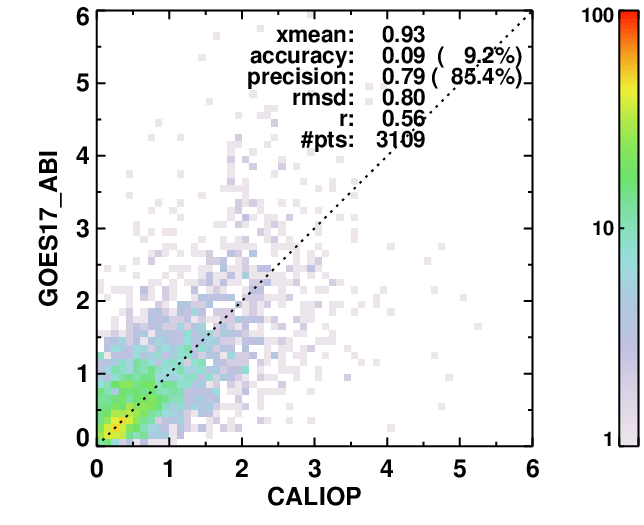 6
5
4
3
2
1
0
0 1 2 3 4 5 6
GOES17_ABI
CALIOP
xmean: 0.93
accuracy: 0.09 ( 9.2%)
precision: 0.79 ( 85.4%)
rmsd: 0.80
r: 0.56
#pts: 3109
100
10
1